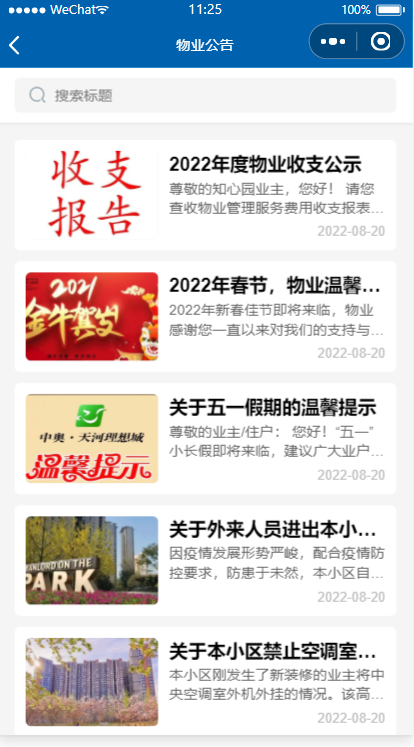 WeChat
11:25
100%
物业公告
搜索标题
收支
报告
2022年度物业收支公示
尊敬的知心园业主，您好！ 请您
查收物业管理服务费用收支报表...
2022-08-20
2021
金牛贺岁
2022年春节，物业温馨...
2022年新春佳节即将来临，物业
感谢您一直以来对我们的支持与...
2022-08-20
中奥·天河理想城
温馨提示
关于五一假期的温馨提示
尊敬的业主/住户： 您好！“五一”
小长假即将来临，建议广大业户...
2022-08-20
VANLORD ON THE
PARK
关于外来人员进出本小...
因疫情发展形势严峻，配合疫情防
控要求，防患于未然，本小区自...
2022-08-20
关于本小区禁止空调室...
本小区刚发生了新装修的业主将中
央空调室外机外挂的情况。该高...
2022-08-20